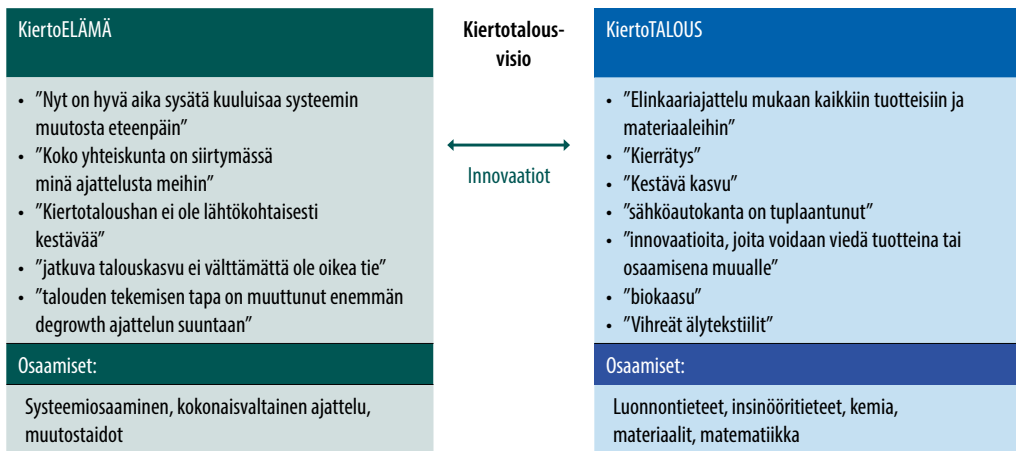 KiertoELÄMÄ
• ”Nyt on hyvä aika sysätä kuuluisaa systeemin
muutosta eteenpäin”
• ”Koko yhteiskunta on siirtymässä
minä ajattelusta meihin”
• ”Kiertotaloushan ei ole lähtökohtaisesti
kestävää”
• ”jatkuva talouskasvu ei välttämättä ole oikea tie”
• ”talouden tekemisen tapa on muuttunut enemmän
degrowth ajattelun suuntaan”
Osaamiset:
Systeemiosaaminen, kokonaisvaltainen ajattelu,
muutostaidot
Kiertotalous-
visio
Innovaatiot
KiertoTALOUS
• ”Elinkaariajattelu mukaan kaikkiin tuotteisiin ja
materiaaleihin”
• ”Kierrätys”
• ”Kestävä kasvu”
• ”sähköautokanta on tuplaantunut”
• ”innovaatioita, joita voidaan viedä tuotteina tai
osaamisena muualle”
• ”biokaasu”
• ”Vihreät älytekstiilit”
Osaamiset:
Luonnontieteet, insinööritieteet, kemia,
materiaalit, matematiikka